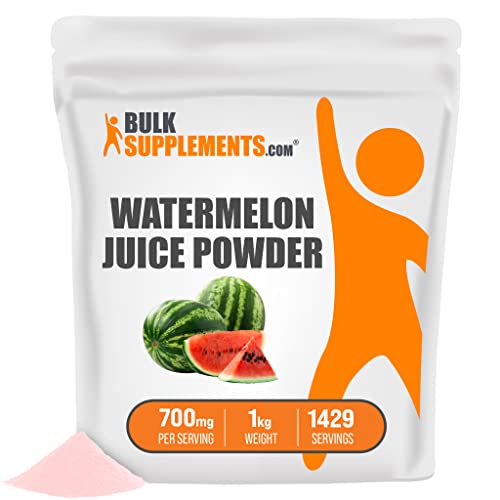 BULK
SUPPLEMENTS.COM®
WATERMELON
JUICE POWDER
700mg
PER SERVING
1kg
WEIGHT
1429
SERVINGS